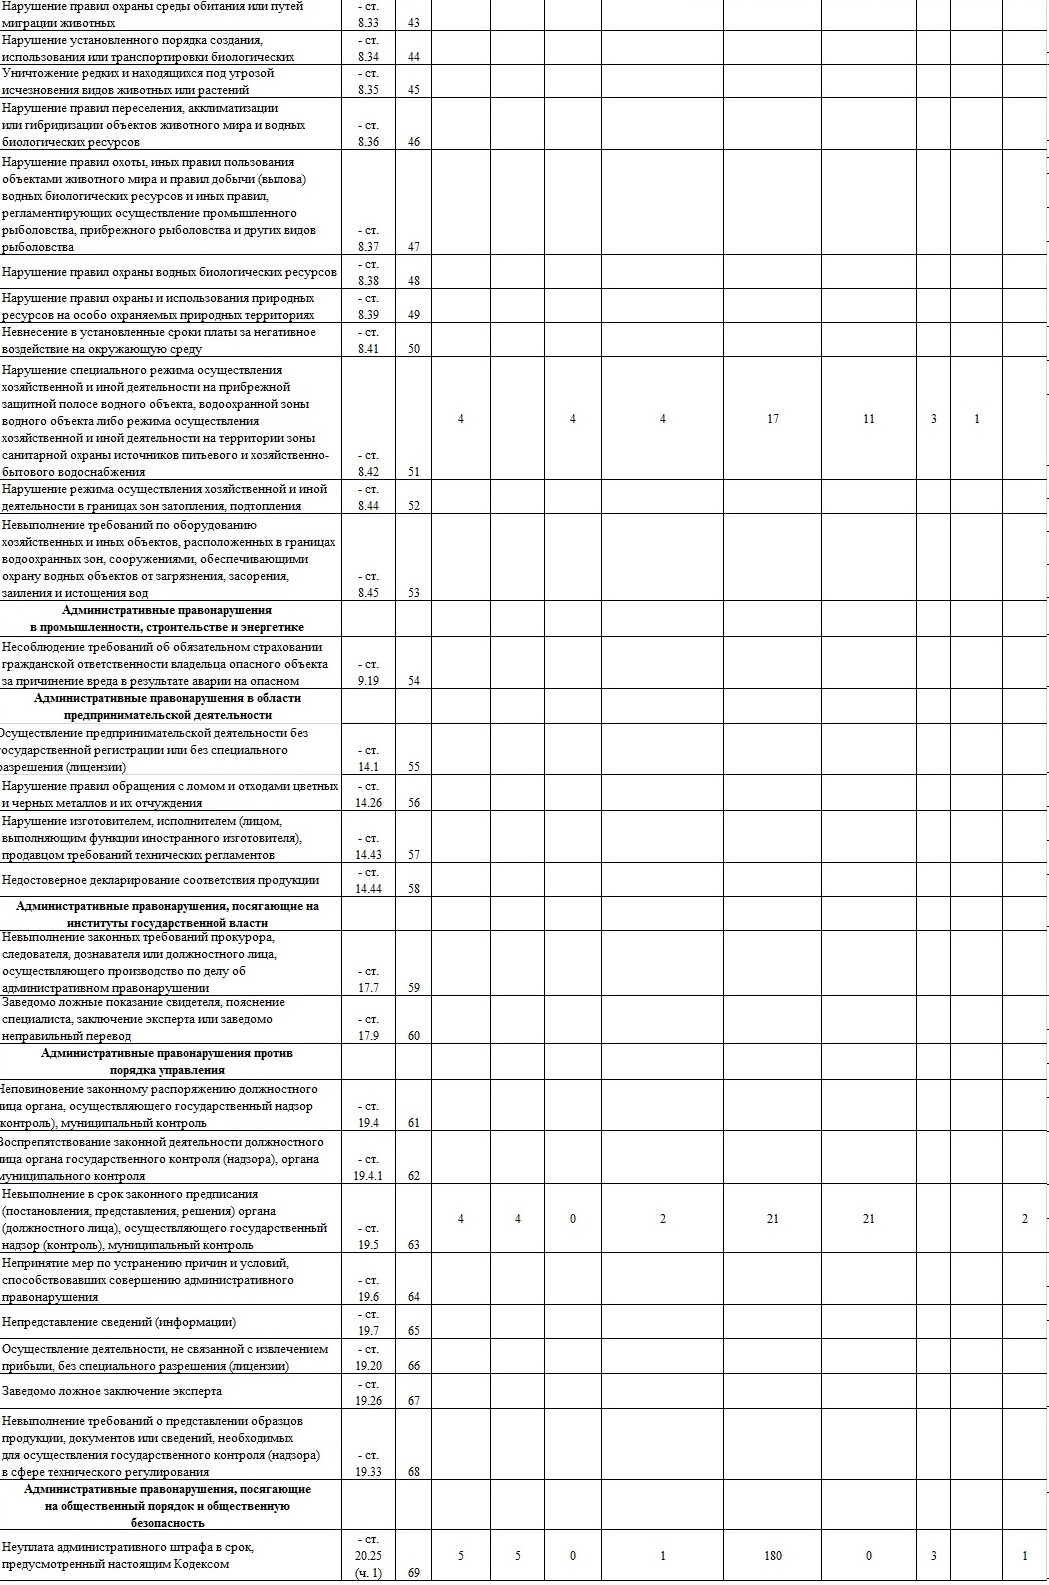 Нарушение правил охраны среды обитания или путей
миграции животных
- ст.
8.33
43
Нарушение установленного порядка создания,
использования или транспортировки биологических
- ст.
8.34
44
Уничтожение редких и находящихся под угрозой
исчезновения видов животных или растений
- ст.
8.35
45
Нарушение правил переселения, акклиматизации
или гибридизации объектов животного мира и водных
биологических ресурсов
- ст.
8.36
46
Нарушение правил охоты, иных правил пользования
объектами животного мира и правил добычи (вылова)
водных биологических ресурсов и иных правил,
регламентирующих осуществление промышленного
рыболовства, прибрежного рыболовства и других видов
рыболовства
- ст.
8.37
47
Нарушение правил охраны водных биологических ресурсов
- ст.
8.38
48
Нарушение правил охраны и использования природных
ресурсов на особо охраняемых природных территориях
- ст.
8.39
49
Невнесение в установленные сроки платы за негативное
воздействие на окружающую среду
- ст.
8.41
50
Нарушение специального режима осуществления
хозяйственной и иной деятельности на прибрежной
защитной полосе водного объекта, водоохранной зоны
водного объекта либо режима осуществления
хозяйственной и иной деятельности на территории зоны
санитарной охраны источников питьевого и хозяйственно-
бытового водоснабжения
- ст.
8.42
51
4 4 4 17 11 3 1
Нарушение режима осуществления хозяйственной и иной
деятельности в границах зон затопления, подтопления
- ст.
8.44
52
Невыполнение требований по оборудованию
хозяйственных и иных объектов, расположенных в границах
водоохранных зон, сооружениями, обеспечивающими
охрану водных объектов от загрязнения, засорения,
заиления и истощения вод
- ст.
8.45
53
Административные правонарушения
в промышленности, строительстве и энергетике
Несоблюдение требований об обязательном страховании
гражданской ответственности владельца опасного объекта
за причинение вреда в результате аварии на опасном
- ст.
9.19
54
Административные правонарушения в области
предпринимательской деятельности
Осуществление предпринимательской деятельности без
государственной регистрации или без специального
разрешения (лицензии)
- ст.
14.1
55
Нарушение правил обращения с ломом и отходами цветных
и черных металлов и их отчуждения
- ст.
14.26
56
Нарушение изготовителем, исполнителем (лицом,
выполняющим функции иностранного изготовителя),
продавцом требований технических регламентов
- ст.
14.43
57
Недостоверное декларирование соответствия продукции
- ст.
14.44
58
Административные правонарушения, посягающие на
институты государственной власти
Невыполнение законных требований прокурора,
следователя, дознавателя или должностного лица,
осуществляющего производство по делу об
административном правонарушении
- ст.
17.7
59
Заведомо ложные показание свидетеля, пояснение
специалиста, заключение эксперта или заведомо
неправильный перевод
- ст.
17.9
60
Административные правонарушения против
порядка управления
Неповиновение законному распоряжению должностного
лица органа, осуществляющего государственный надзор
(контроль), муниципальный контроль
- ст.
19.4
61
Воспрепятствование законной деятельности должностного
лица органа государственного контроля (надзора), органа
муниципального контроля
- ст.
19.4.1
62
Невыполнение в срок законного предписания
(постановления, представления, решения) органа
(должностного лица), осуществляющего государственный
надзор (контроль), муниципальный контроль
- ст.
19.5
63
4 4 0 2 21 21 2
Непринятие мер по устранению причин и условий,
способствовавших совершению административного
правонарушения
- ст.
19.6
64
Непредставление сведений (информации)
- ст.
19.7
65
Осуществление деятельности, не связанной с извлечением
прибыли, без специального разрешения (лицензии)
- ст.
19.20
66
Заведомо ложное заключение эксперта
- ст.
19.26
67
Невыполнение требований о представлении образцов
продукции, документов или сведений, необходимых
для осуществления государственного контроля (надзора)
в сфере технического регулирования
- ст.
19.33
68
Административные правонарушения, посягающие
на общественный порядок и общественную
безопасность
Неуплата административного штрафа в срок,
предусмотренный настоящим Кодексом
- ст.
20.25
(ч. 1)
69
5 5 0 1 180 0 3 1